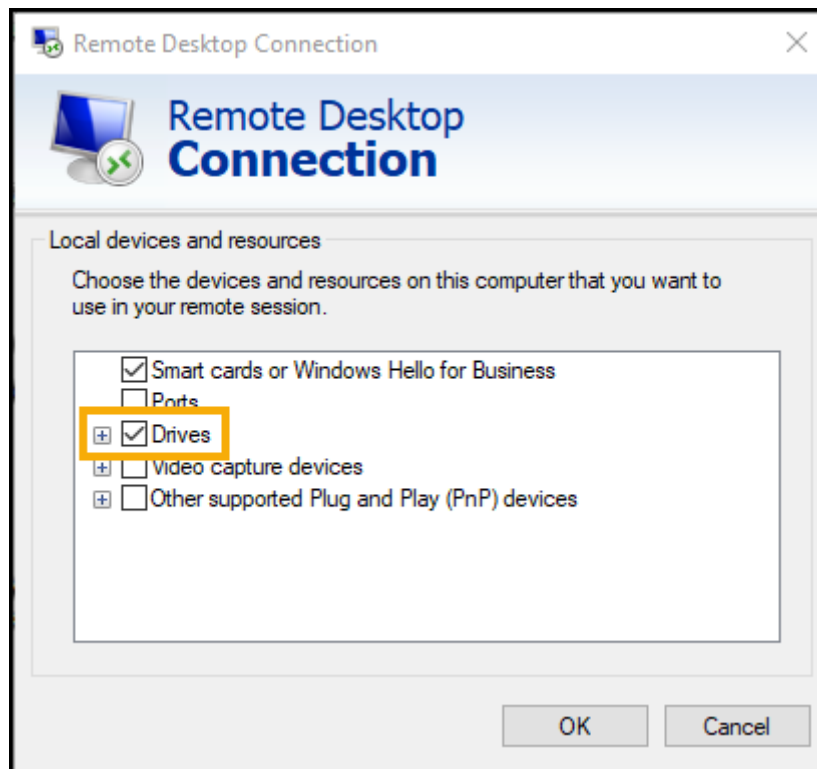 Remote Desktop Connection
Remote Desktop
Connection
Local devices and resources
Choose the devices and resources on this computer that you want to
use in your remote session.
Smart cards or Windows Hello for Business
Ports
Drives
Video capture devices
Other supported Plug and Play (PnP) devices
OK
Cancel